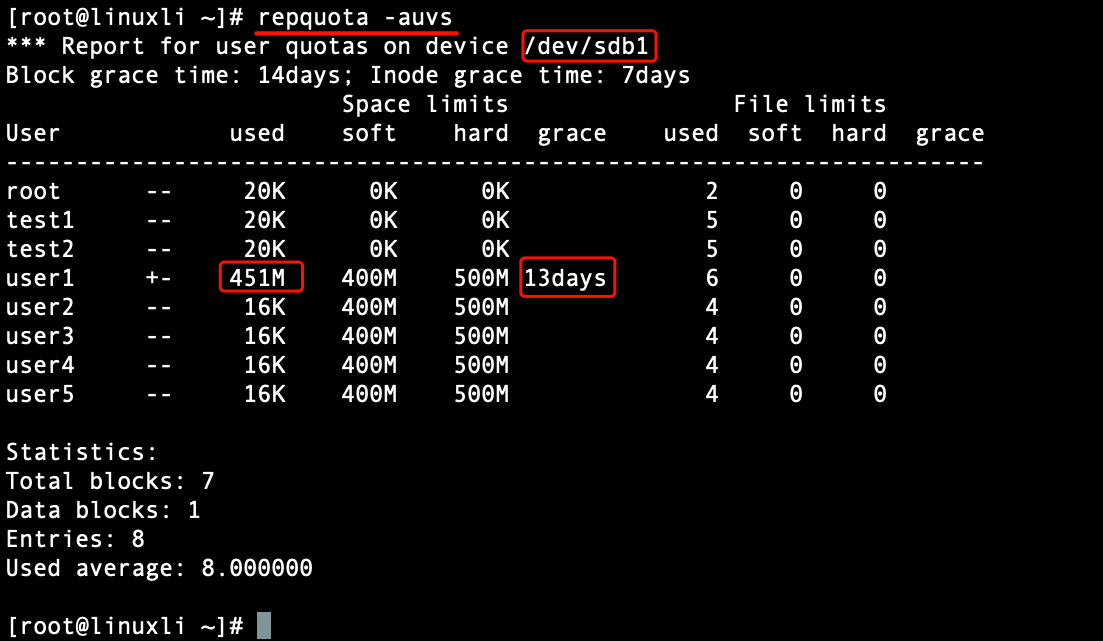 [root@linuxli ~]# repquota -auvs
*** Report for user quotas on device /dev/sdb1
Block grace time: 14days; Inode grace time: 7days
                        Space limits                File limits
User            used    soft    hard  grace    used  soft  hard  grace
----------------------------------------------------------------------
root      --     20K      0K      0K              2     0     0
test1     --     20K      0K      0K              5     0     0
test2     --     20K      0K      0K              5     0     0
user1     +-    451M    400M    500M 13days       6     0     0
user2     --     16K    400M    500M              4     0     0
user3     --     16K    400M    500M              4     0     0
user4     --     16K    400M    500M              4     0     0
user5     --     16K    400M    500M              4     0     0
Statistics:
Total blocks: 7
Data blocks: 1
Entries: 8
Used average: 8.000000
[root@linuxli ~]#